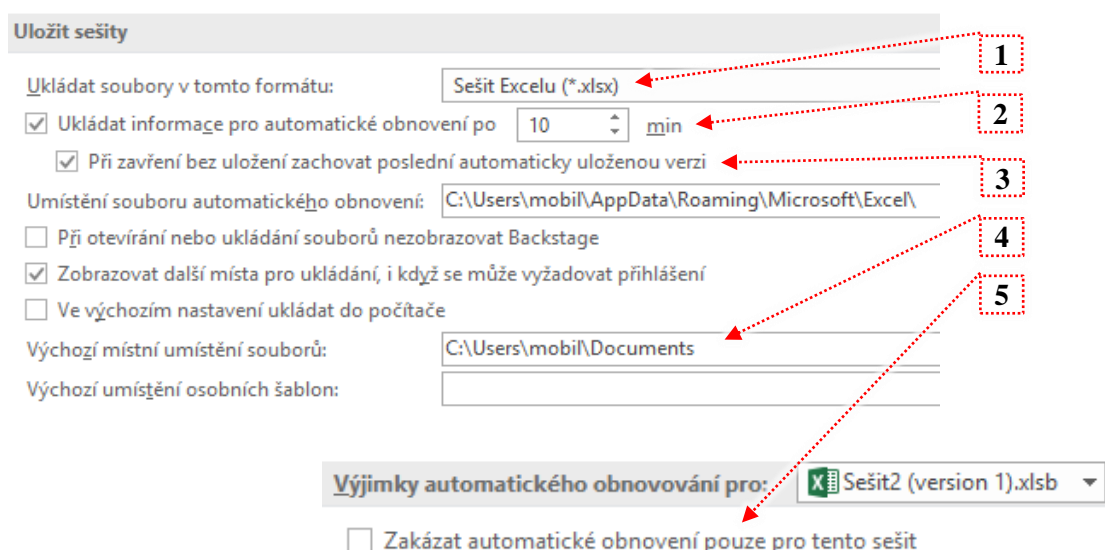 Uložit sešity
1
Ukládat soubory v tomto formátu: Sešit Excelu (*.xlsx)
Ukládat informace pro automatické obnovení po 10 min
2
Při zavření bez uložení zachovat poslední automaticky uloženou verzi
3
Umístění souboru automatického obnovení: C:\Users\mobil\AppData\Roaming\Microsoft\Excel\
Při otevírání nebo ukládání souborů nezobrazovat Backstage
4
Zobrazovat další místa pro ukládání, i když se může vyžadovat přihlášení
5
Ve výchozím nastavení ukládat do počítače
Výchozí místní umístění souborů: C:\Users\mobil\Documents
Výchozí umístění osobních šablon:
Výjimky automatického obnovování pro: Sešit2 (version 1).xlsb
Zakázat automatické obnovení pouze pro tento sešit